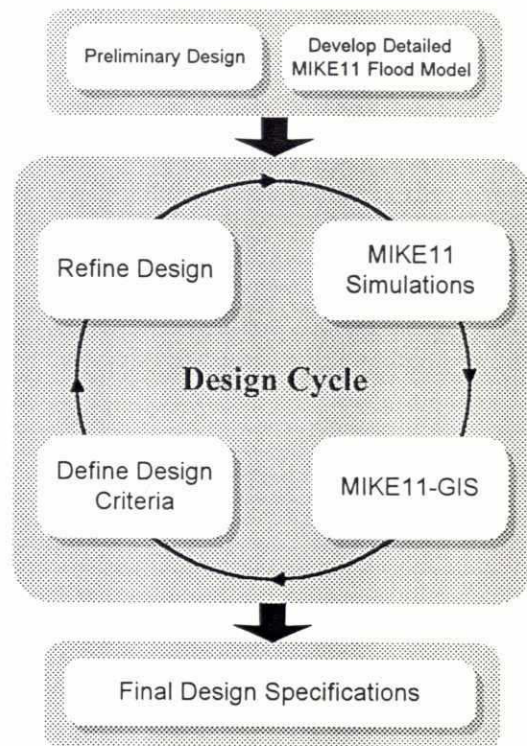 Preliminary Design
Develop Detailed
MIKE11 Flood Model
Refine Design
MIKE11
Simulations
Design Cycle
Define Design
Criteria
MIKE11-GIS
Final Design Specifications